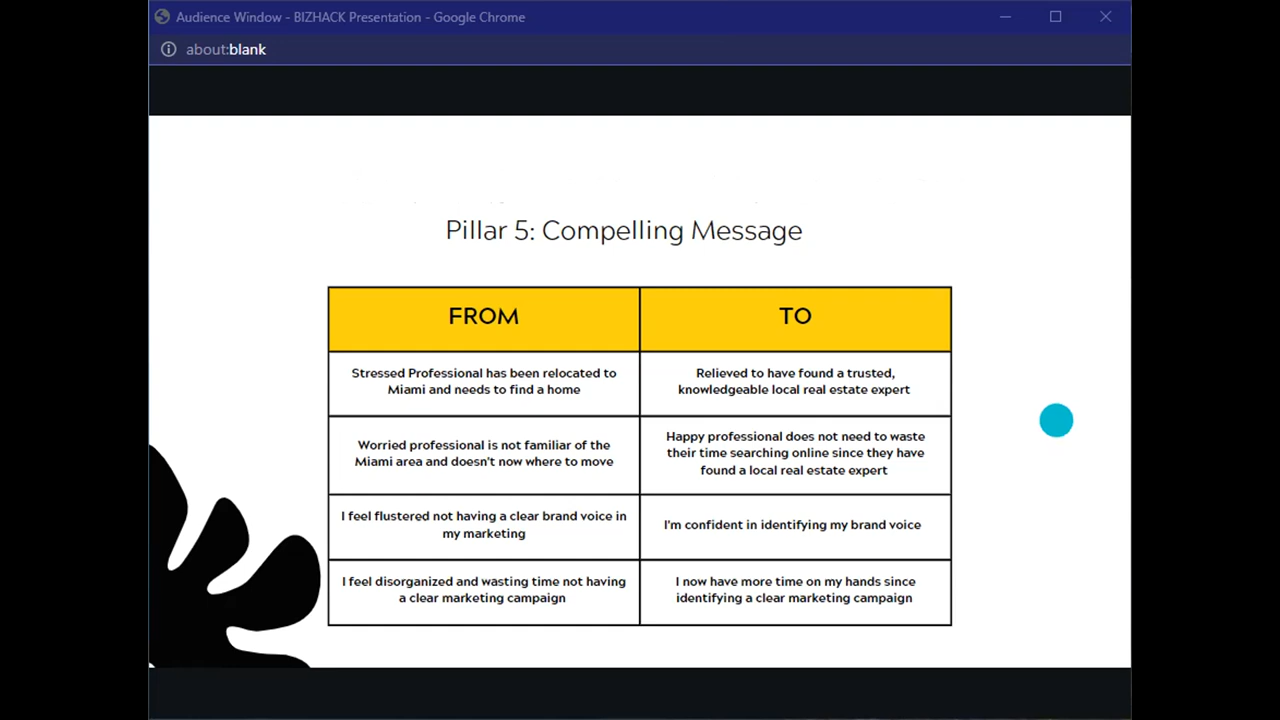 Audience Window - BIZHACK Presentation - Google Chrome
about:blank
Pillar 5: Compelling Message
FROM
TO
Stressed Professional has been relocated to
Miami and needs to find a home
Relieved to have found a trusted,
knowledgeable local real estate expert
Worried professional is not familiar of the
Miami area and doesn't now where to move
Happy professional does not need to waste
their time searching online since they have
found a local real estate expert
I feel flustered not having a clear brand voice in
my marketing
I'm confident in identifying my brand voice
I feel disorganized and wasting time not having
a clear marketing campaign
I now have more time on my hands since
identifying a clear marketing campaign